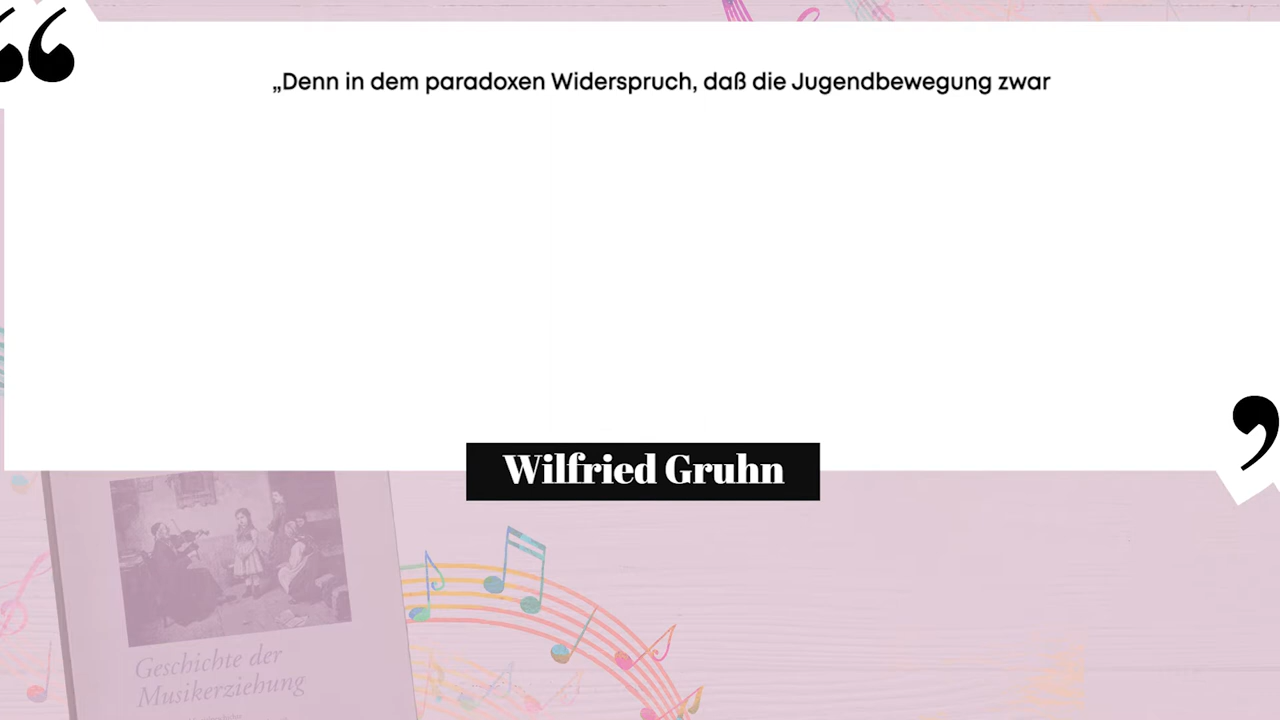 „Denn in dem paradoxen Widerspruch, daß die Jugendbewegung zwar
Wilfried Gruhn
Geschichte der
Musikerziehung